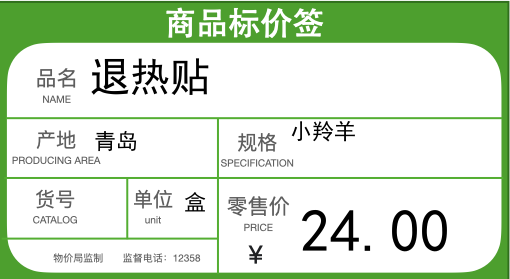 商品标价签
品名 退热贴
NAME
产地 青岛
PRODUCING AREA
规格 小羚羊
SPECIFICATION
货号
CATALOG
单位 盒
unit
零售价
PRICE
¥ 24.00
物价局监制 监督电话：12358